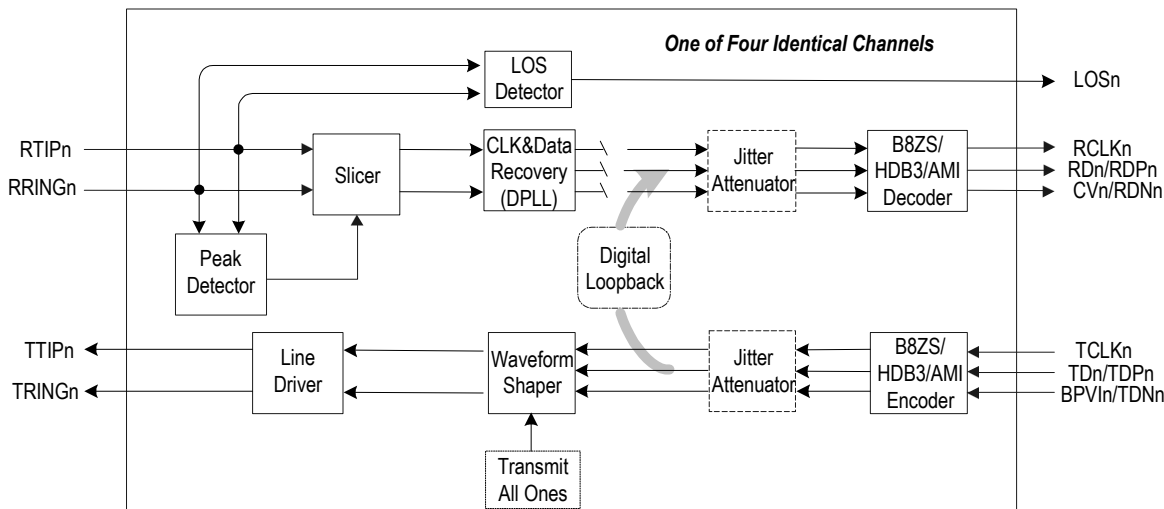 One of Four Identical Channels
LOS
Detector
LOSn
RTIPn
RRINGn
Slicer
CLK&Data
Recovery
(DPLL)
Jitter
Attenuator
B8ZS/
HDB3/AMI
Decoder
RCLKn
RDn/RDPn
CVn/RDNn
Peak
Detector
Digital
Loopback
TTIPn
TRINGn
Line
Driver
Waveform
Shaper
Jitter
Attenuator
B8ZS/
HDB3/AMI
Encoder
TCLKn
TDn/TDPn
BPVIn/TDNn
Transmit
All Ones